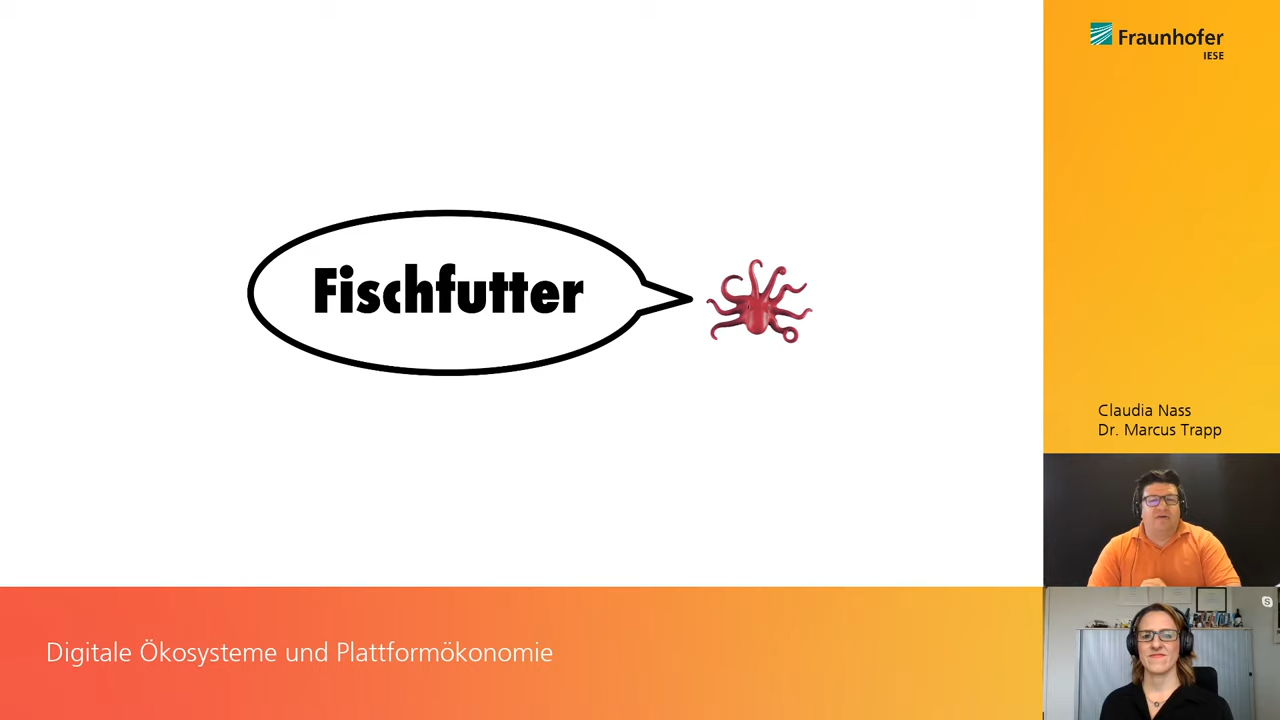 Fischfutter
Fraunhofer
IESE
Claudia Nass
Dr. Marcus Trapp
Digitale Ökosysteme und Plattformökonomie